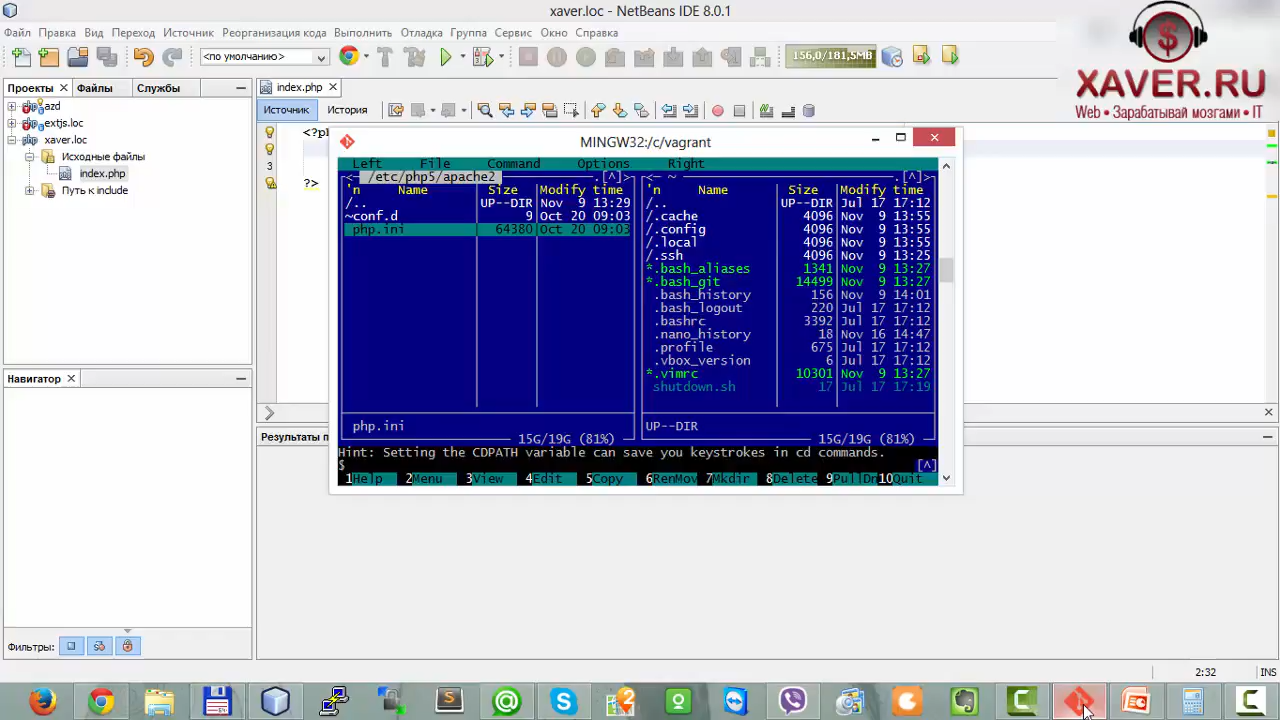 xaver.loc - NetBeans IDE 8.0.1
Файл Правка Вид Переход Источник Реорганизация кода Выполнить Отладка Группа Сервис Окно Справка
<по умолчанию>
156,0/181,5MB
XAVER.RU
Web • Зарабатывай мозгами • IT
Проекты Файлы Службы
azd
extjs.loc
xaver.loc
Исходные файлы
index.php
Путь к include
index.php
Источник История
3
?>
MINGW32:/c/vagrant
Left File Command Options Right
/etc/php5/apache2
'n Name Size Modify time
/.. UP--DIR Nov 9 13:29
~conf.d 9 Oct 20 09:03
php.ini 64380 Oct 20 09:03
php.ini
15G/19G (81%)
<— ~ .[^]>
'n Name Size Modify time
/.. UP--DIR Jul 17 17:12
/.cache 4096 Nov 9 13:55
/.config 4096 Nov 9 13:55
/.local 4096 Nov 9 13:55
/.ssh 4096 Nov 9 13:25
*.bash_aliases 1341 Nov 9 13:27
*.bash_git 14499 Nov 9 13:27
.bash_history 156 Nov 9 14:01
.bash_logout 220 Jul 17 17:12
.bashrc 3392 Jul 17 17:12
.nano_history 18 Nov 16 14:47
.profile 675 Jul 17 17:12
.vbox_version 6 Jul 17 17:12
*.vimrc 10301 Nov 9 13:27
shutdown.sh 17 Jul 17 17:19
UP--DIR
15G/19G (81%)
Hint: Setting the CDPATH variable can save you keystrokes in cd commands.
$ [^]
1Help 2Menu 3View 4Edit 5Copy 6RenMov 7Mkdir 8Delete 9PullDn 10Quit
Навигатор
Фильтры:
2:32 INS